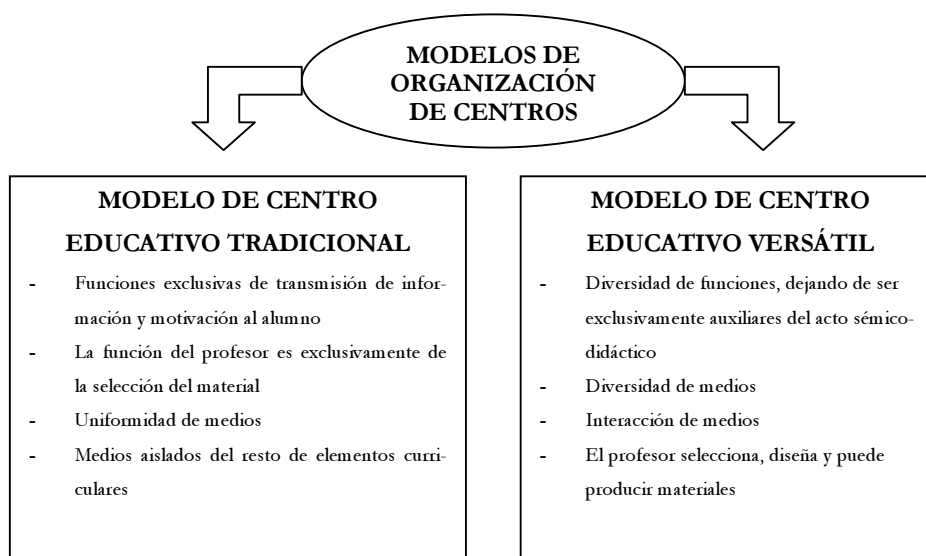 MODELOS DE
ORGANIZACIÓN
DE CENTROS
MODELO DE CENTRO
EDUCATIVO TRADICIONAL
- Funciones exclusivas de transmisión de infor-
mación y motivación al alumno
- La función del profesor es exclusivamente de
la selección del material
- Uniformidad de medios
- Medios aislados del resto de elementos curri-
culares
MODELO DE CENTRO
EDUCATIVO VERSÁTIL
- Diversidad de funciones, dejando de ser
exclusivamente auxiliares del acto sémico-
didáctico
- Diversidad de medios
- Interacción de medios
- El profesor selecciona, diseña y puede
producir materiales